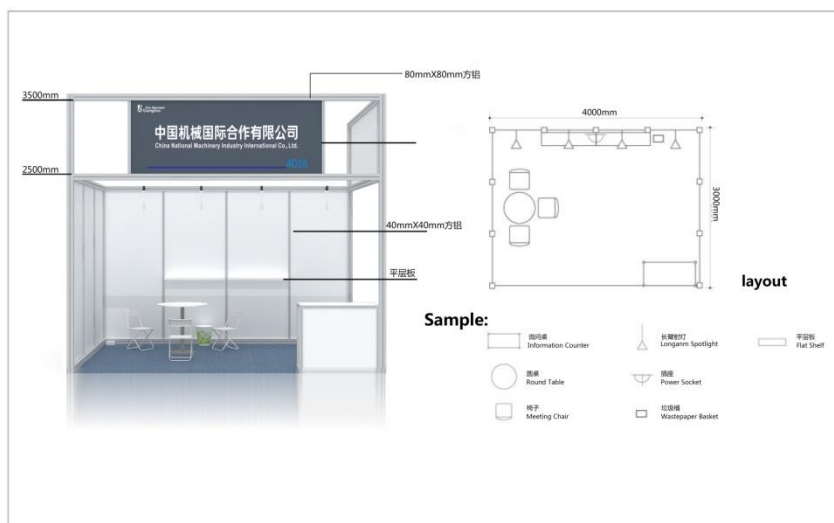 80mmX80mm方铝
3500mm
中国机械国际合作有限公司
China National Machinery Industry International Co., Ltd.
4D16
2500mm
40mmX40mm方铝
平层板
4000mm
3000mm
layout
Sample:
询问桌
Information Counter
长臂射灯
Longanm Spotlight
平层板
Flat Shelf
圆桌
Round Table
插座
Power Socket
椅子
Meeting Chair
垃圾桶
Wastepaper Basket